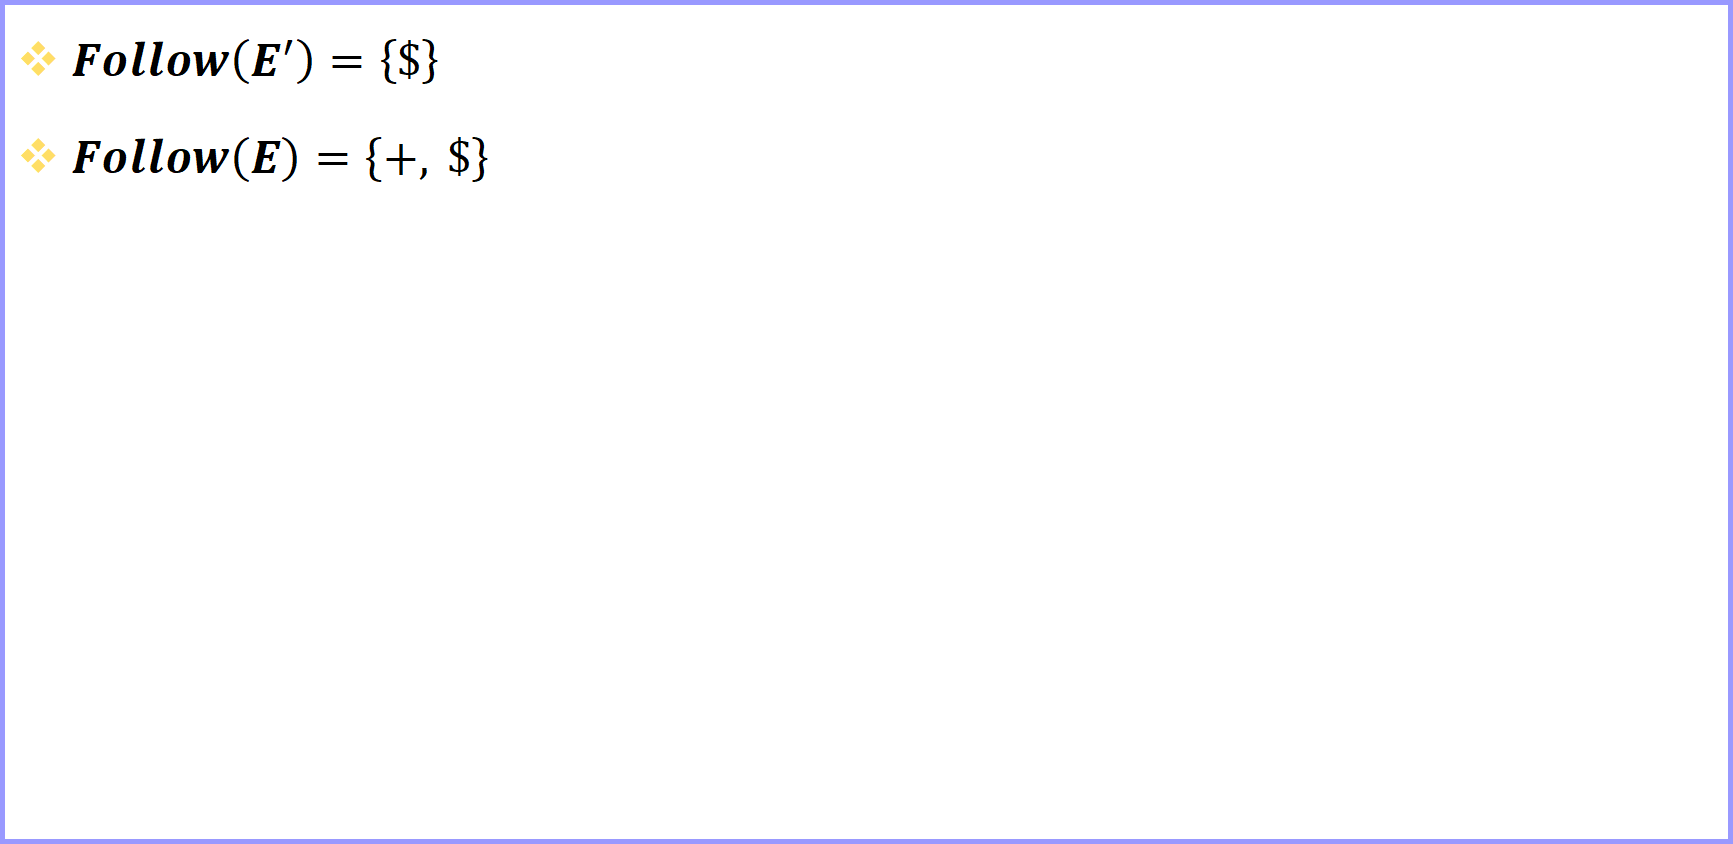 ❖ Follow(E′) = {$}
❖ Follow(E) = {+, $}